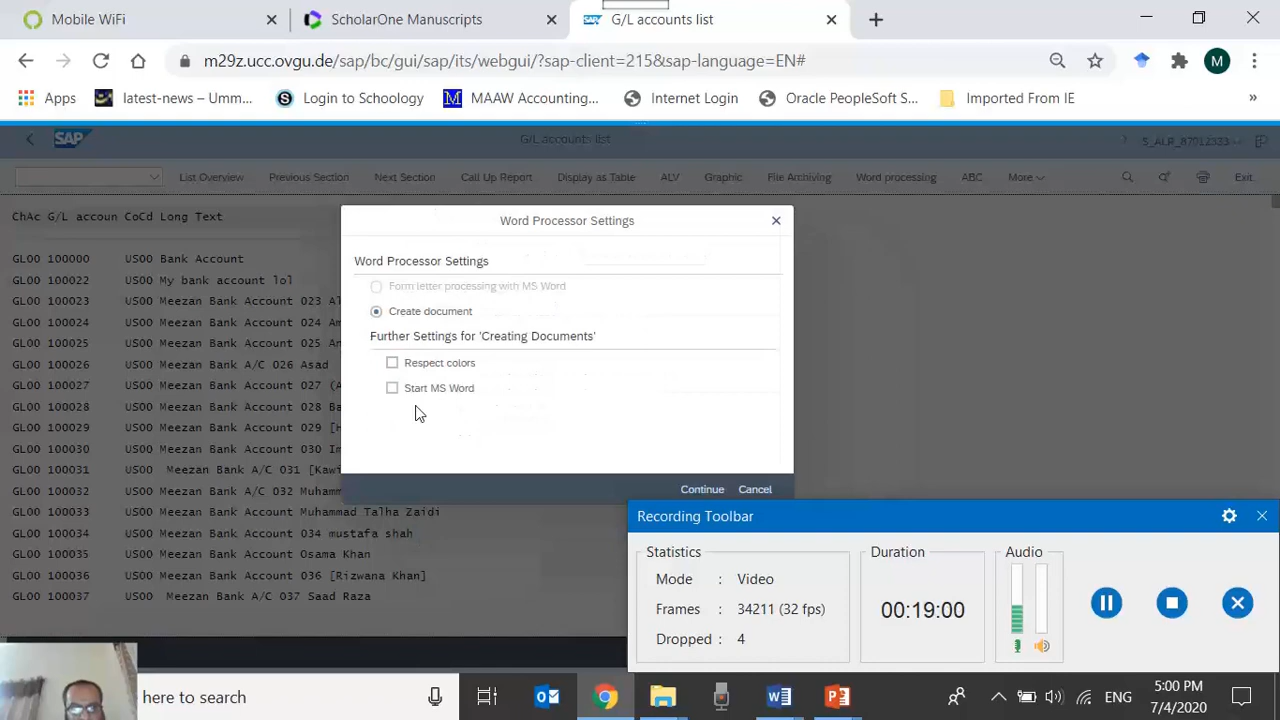 Mobile WiFi
ScholarOne Manuscripts
SAP G/L accounts list
m29z.ucc.ovgu.de/sap/bc/gui/sap/its/webgui/?sap-client=215&sap-language=EN#
M
Apps latest-news – Umm... Login to Schoology MAAW Accounting... Internet Login Oracle PeopleSoft S... Imported From IE »
SAP G/L accounts list S_ALR_87012333
List Overview Previous Section Next Section Call Up Report Display as Table ALV Graphic File Archiving Word processing ABC More Exit
ChAc G/L accoun CoCd Long Text
GL00 100000 US00 Bank Account
GL00 100022 US00 My bank account lol
GL00 100023 US00 Meezan Bank Account 023 Al
GL00 100024 US00 Meezan Bank Account 024 Am
GL00 100025 US00 Meezan Bank Account 025 An
GL00 100026 US00 Meezan Bank A/C 026 Asad
GL00 100027 US00 Meezan Bank Account 027 (A
GL00 100028 US00 Meezan Bank Account 028 Ba
GL00 100029 US00 Meezan Bank Account 029 [H
GL00 100030 US00 Meezan Bank Account 030 Im
GL00 100031 US00 Meezan Bank A/C 031 [Kawi
GL00 100032 US00 Meezan Bank A/C 032 Muham
GL00 100033 US00 Meezan Bank Account Muhammad Talha Zaidi
GL00 100034 US00 Meezan Bank Account 034 mustafa shah
GL00 100035 US00 Meezan Bank Account Osama Khan
GL00 100036 US00 Meezan Bank Account 036 [Rizwana Khan]
GL00 100037 US00 Meezan Bank A/C 037 Saad Raza
Word Processor Settings
Word Processor Settings
Form letter processing with MS Word
Create document
Further Settings for 'Creating Documents'
Respect colors
Start MS Word
Continue Cancel
Recording Toolbar
Statistics
Mode : Video
Frames : 34211 (32 fps)
Dropped : 4
Duration
00:19:00
Audio
here to search
ENG
5:00 PM
7/4/2020